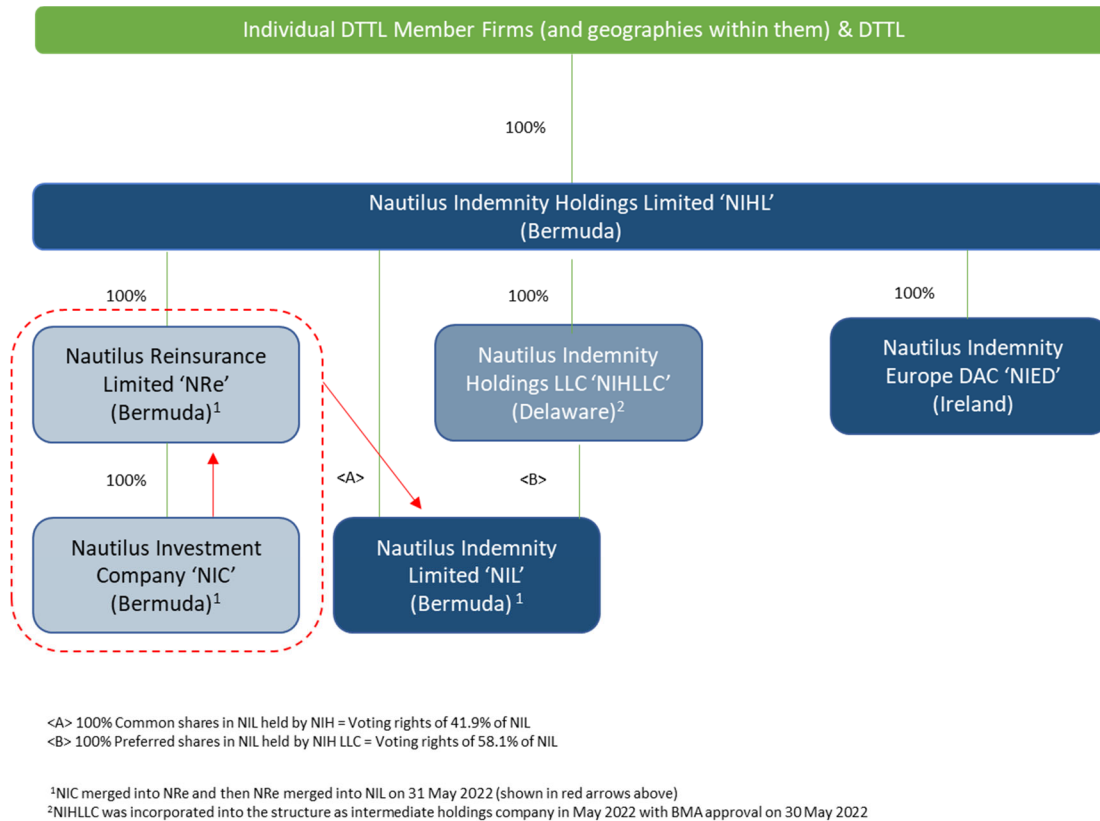 Individual DTTL Member Firms (and geographies within them) & DTTL
100%
Nautilus Indemnity Holdings Limited ‘NIHL’
(Bermuda)
100%
100%
100%
Nautilus Reinsurance
Limited ‘NRe’
(Bermuda)¹
Nautilus Indemnity
Holdings LLC ‘NIHLLC’
(Delaware)²
Nautilus Indemnity
Europe DAC ‘NIED’
(Ireland)
100%
<A>
<B>
Nautilus Investment
Company ‘NIC’
(Bermuda)¹
Nautilus Indemnity
Limited ‘NIL’
(Bermuda) ¹
<A> 100% Common shares in NIL held by NIH = Voting rights of 41.9% of NIL
<B> 100% Preferred shares in NIL held by NIH LLC = Voting rights of 58.1% of NIL
¹NIC merged into NRe and then NRe merged into NIL on 31 May 2022 (shown in red arrows above)
²NIHLLC was incorporated into the structure as intermediate holdings company in May 2022 with BMA approval on 30 May 2022